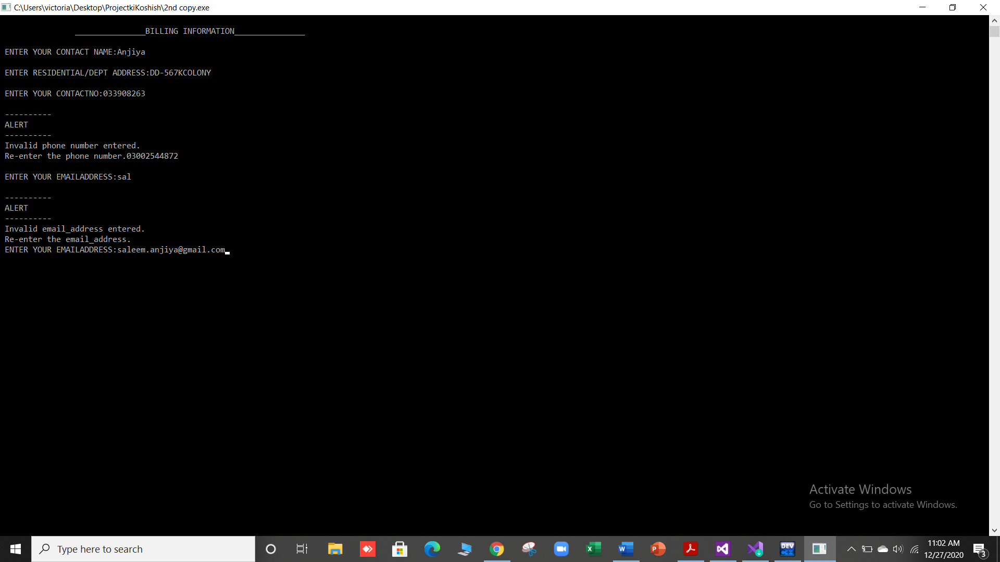 C:\Users\victoria\Desktop\ProjectkiKoshish\2nd copy.exe
_______________BILLING INFORMATION_______________
ENTER YOUR CONTACT NAME:Anjiya
ENTER RESIDENTIAL/DEPT ADDRESS:DD-567KCOLONY
ENTER YOUR CONTACTNO:033908263
----------
ALERT
----------
Invalid phone number entered.
Re-enter the phone number.03002544872
ENTER YOUR EMAILADDRESS:sal
----------
ALERT
----------
Invalid email_address entered.
Re-enter the email_address.
ENTER YOUR EMAILADDRESS:saleem.anjiya@gmail.com
Activate Windows
Go to Settings to activate Windows.
Type here to search
DEV
11:02 AM
12/27/2020
3